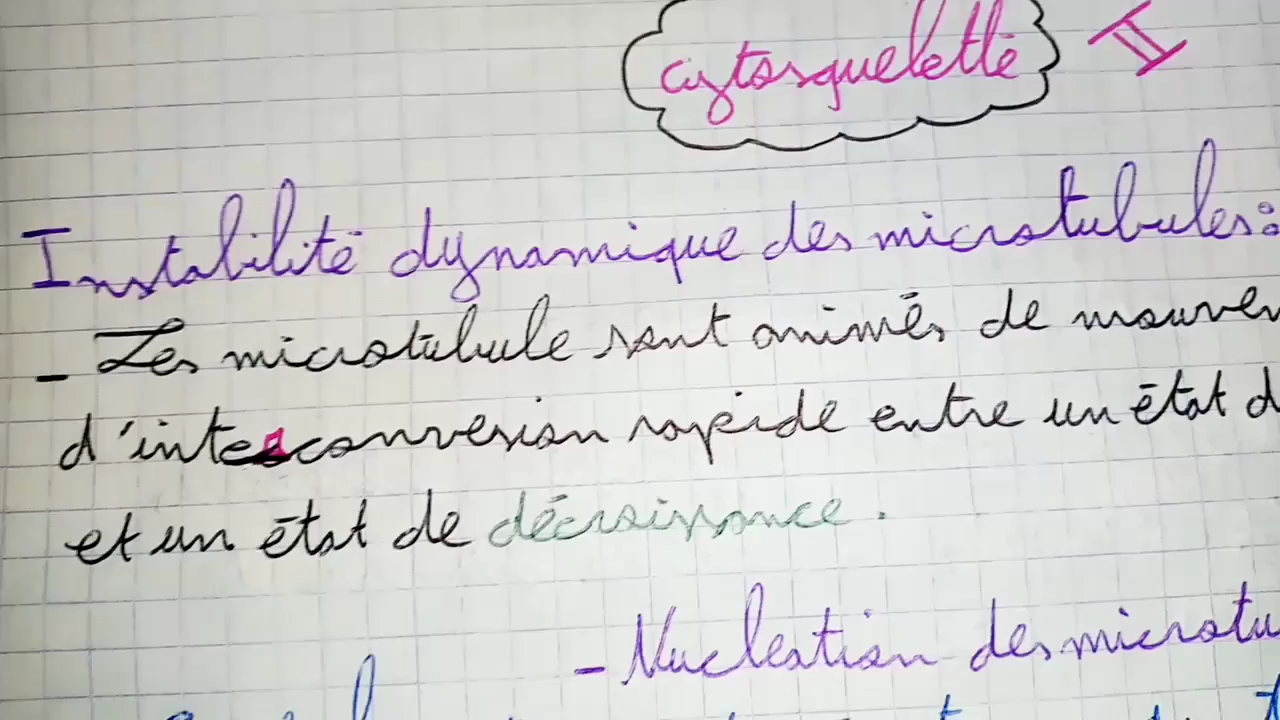 cytosquelette II
Instabilité dynamique des microtubules:
- Les microtubule sont animés de mouvem
d'interconversion rapide entre un état d
et un état de décroissance.
- Nucleation des microtu